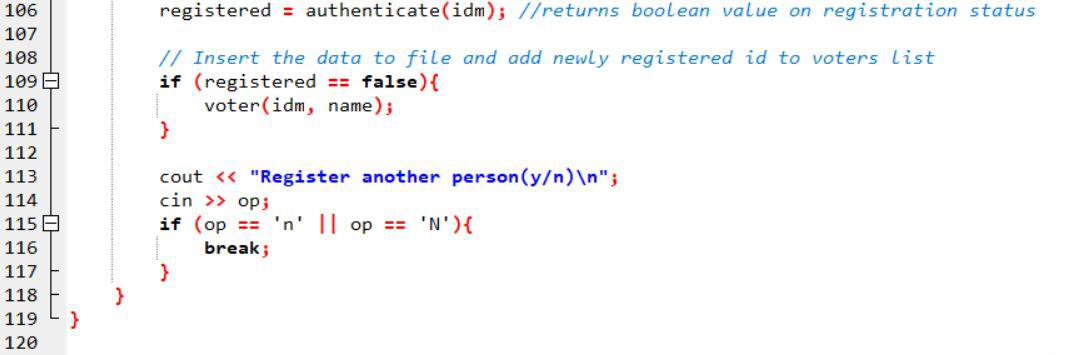 106 registered = authenticate(idm); //returns boolean value on registration status
107
108 // Insert the data to file and add newly registered id to voters list
109 if (registered == false){
110 voter(idm, name);
111 }
112
113 cout << "Register another person(y/n)\n";
114 cin >> op;
115 if (op == 'n' || op == 'N'){
116 break;
117 }
118 }
119 }
120